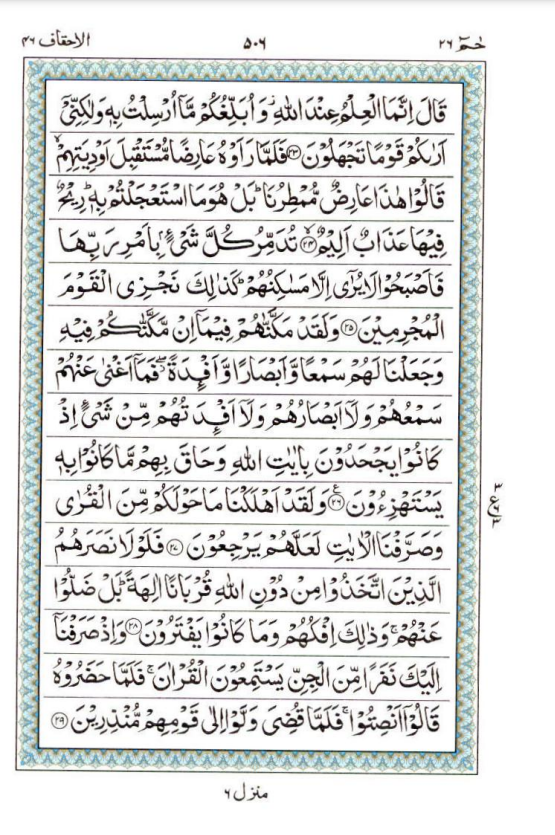 حٰمٓ ۲۶
۵۰۶
الاحقاف ۴۶
قَالَ اِنَّمَا الْعِلْمُ عِنْدَ اللّٰهِ ۖ وَاُبَلِّغُكُمْ مَّاۤ اُرْسِلْتُ بِهٖ وَلٰكِنِّیْۤ
اَرٰىكُمْ قَوْمًا تَجْهَلُوْنَ ﴿۲۳﴾ فَلَمَّا رَاَوْهُ عَارِضًا مُّسْتَقْبِلَ اَوْدِیَتِهِمْ ۙ
قَالُوْا هٰذَا عَارِضٌ مُّمْطِرُنَا ؕ بَلْ هُوَ مَا اسْتَعْجَلْتُمْ بِهٖ ؕ رِیْحٌ
فِیْهَا عَذَابٌ اَلِیْمٌ ﴿۲۴﴾ۙ تُدَمِّرُ كُلَّ شَیْءٍۭ بِاَمْرِ رَبِّهَا
فَاَصْبَحُوْا لَا یُرٰۤی اِلَّا مَسٰكِنُهُمْ ؕ كَذٰلِكَ نَجْزِی الْقَوْمَ
الْمُجْرِمِیْنَ ﴿۲۵﴾ وَلَقَدْ مَكَّنّٰهُمْ فِیْمَاۤ اِنْ مَّكَّنّٰكُمْ فِیْهِ
وَجَعَلْنَا لَهُمْ سَمْعًا وَّاَبْصَارًا وَّاَفْـِٕدَةً ۖ فَمَاۤ اَغْنٰی عَنْهُمْ
سَمْعُهُمْ وَلَاۤ اَبْصَارُهُمْ وَلَاۤ اَفْـِٕدَتُهُمْ مِّنْ شَیْءٍ اِذْ
كَانُوْا یَجْحَدُوْنَ بِاٰیٰتِ اللّٰهِ وَحَاقَ بِهِمْ مَّا كَانُوْا بِهٖ
یَسْتَهْزِءُوْنَ ﴿۲۶﴾ۧ وَلَقَدْ اَهْلَكْنَا مَا حَوْلَكُمْ مِّنَ الْقُرٰی
وَصَرَّفْنَا الْاٰیٰتِ لَعَلَّهُمْ یَرْجِعُوْنَ ﴿۲۷﴾ فَلَوْلَا نَصَرَهُمُ
الَّذِیْنَ اتَّخَذُوْا مِنْ دُوْنِ اللّٰهِ قُرْبَانًا اٰلِهَةً ؕ بَلْ ضَلُّوْا
عَنْهُمْ ۚ وَذٰلِكَ اِفْكُهُمْ وَمَا كَانُوْا یَفْتَرُوْنَ ﴿۲۸﴾ وَاِذْ صَرَفْنَاۤ
اِلَیْكَ نَفَرًا مِّنَ الْجِنِّ یَسْتَمِعُوْنَ الْقُرْاٰنَ ۚ فَلَمَّا حَضَرُوْهُ
قَالُوْۤا اَنْصِتُوْا ۚ فَلَمَّا قُضِیَ وَلَّوْا اِلٰی قَوْمِهِمْ مُّنْذِرِیْنَ ﴿۲۹﴾
منزل ۶